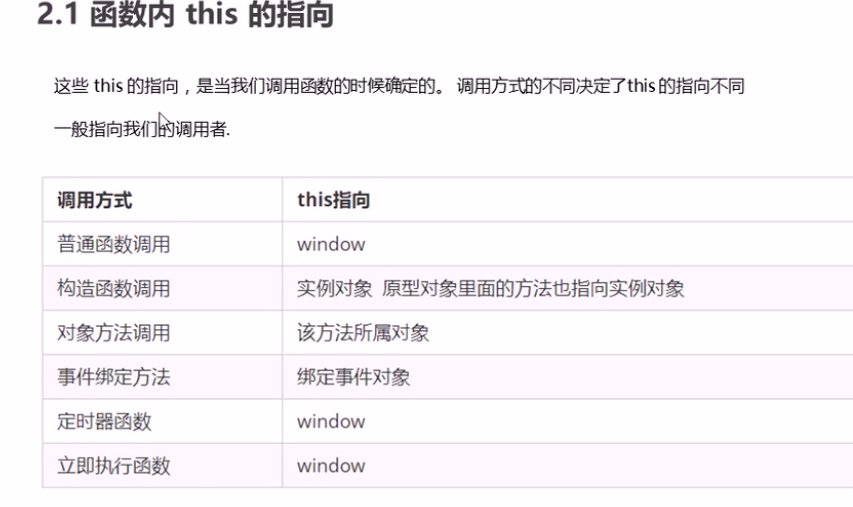 2.1 函数内 this 的指向
这些 this 的指向，是当我们调用函数的时候确定的。 调用方式的不同决定了this 的指向不同
一般指向我们的调用者.
调用方式 this指向
普通函数调用 window
构造函数调用 实例对象 原型对象里面的方法也指向实例对象
对象方法调用 该方法所属对象
事件绑定方法 绑定事件对象
定时器函数 window
立即执行函数 window